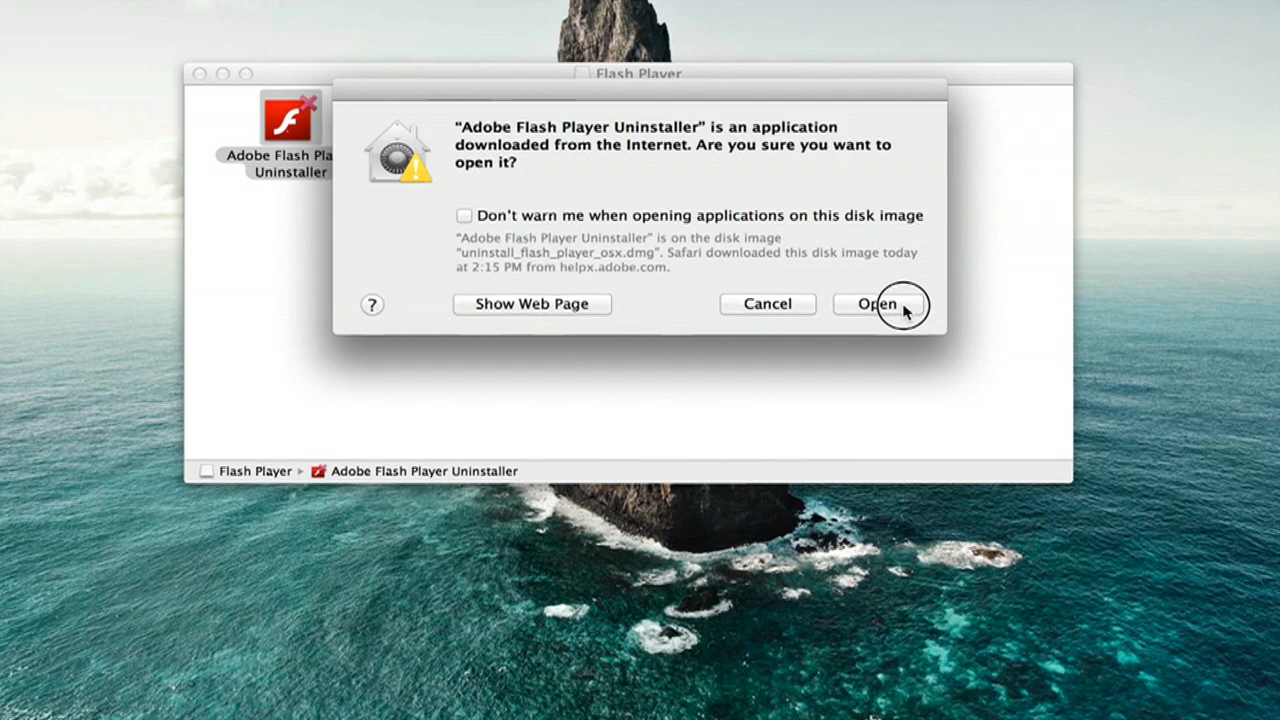 Flash Player
Adobe Flash Pla
Uninstaller
“Adobe Flash Player Uninstaller” is an application
downloaded from the Internet. Are you sure you want to
open it?
Don’t warn me when opening applications on this disk image
“Adobe Flash Player Uninstaller” is on the disk image
“uninstall_flash_player_osx.dmg”. Safari downloaded this disk image today
at 2:15 PM from helpx.adobe.com.
?
Show Web Page
Cancel
Open
Flash Player ▸ Adobe Flash Player Uninstaller